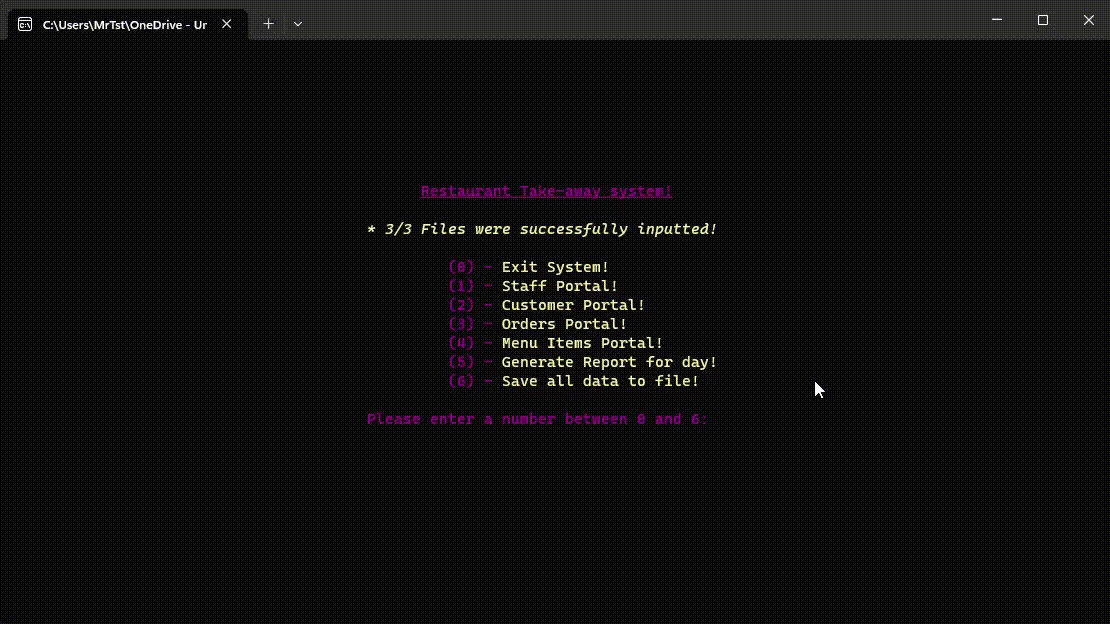 C:\Users\MrTst\OneDrive - Ur
Restaurant Take-away system!
* 3/3 Files were successfully inputted!
(0) - Exit System!
(1) - Staff Portal!
(2) - Customer Portal!
(3) - Orders Portal!
(4) - Menu Items Portal!
(5) - Generate Report for day!
(6) - Save all data to file!
Please enter a number between 0 and 6: